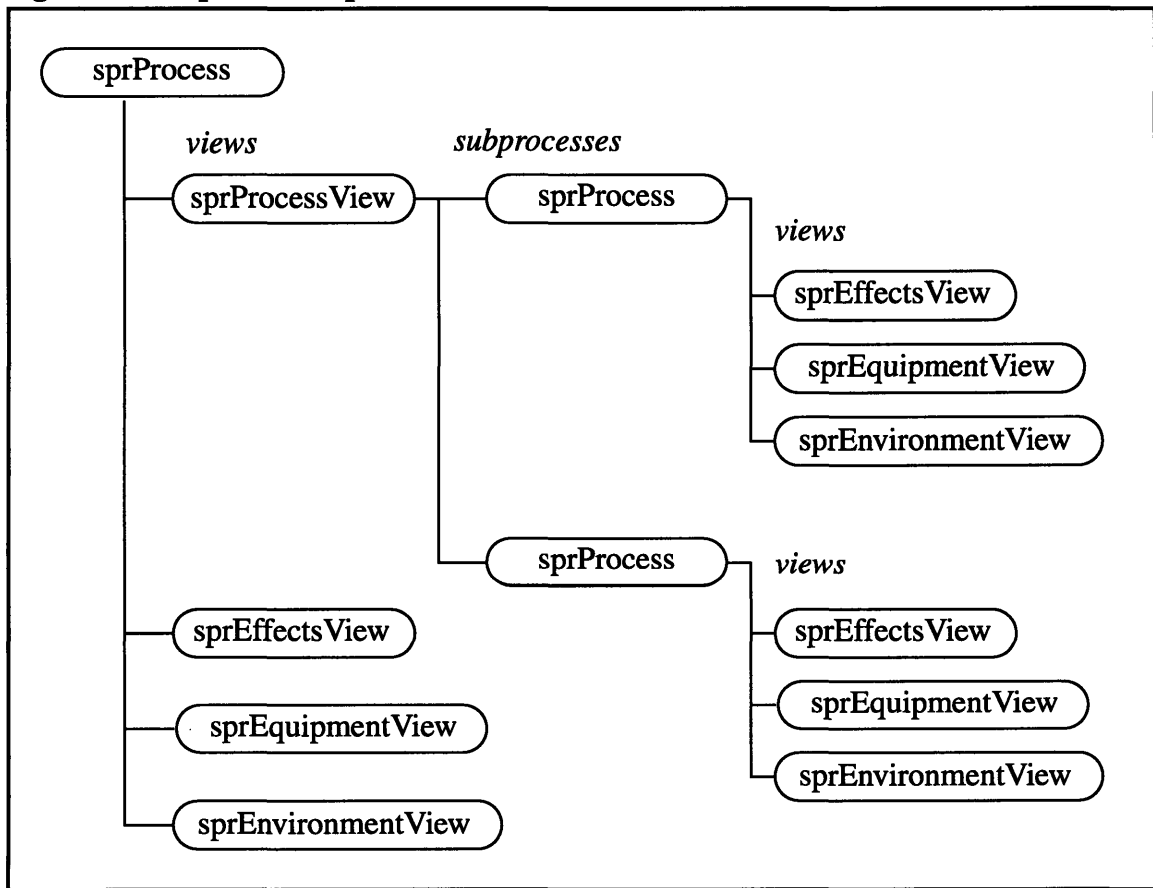 sprProcess
views
subprocesses
sprProcessView
sprProcess
views
sprEffectsView
sprEquipmentView
sprEnvironmentView
sprProcess
views
sprEffectsView
sprEffectsView
sprEquipmentView
sprEquipmentView
sprEnvironmentView
sprEnvironmentView